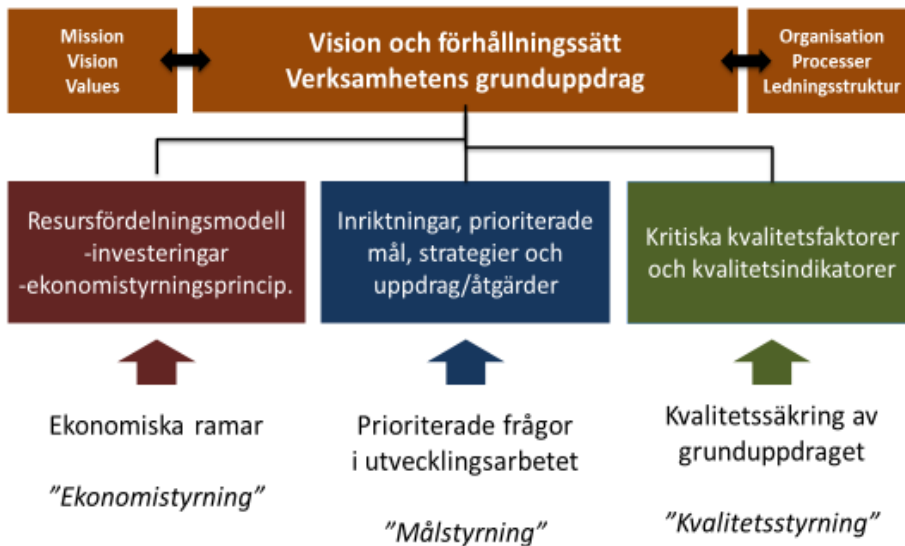 Mission
Vision
Values
Vision och förhållningssätt
Verksamhetens grunduppdrag
Organisation
Processer
Ledningsstruktur
Resursfördelningsmodell
-investeringar
-ekonomistyrningsprincip.
Inriktningar, prioriterade
mål, strategier och
uppdrag/åtgärder
Kritiska kvalitetsfaktorer
och kvalitetsindikatorer
Ekonomiska ramar
"Ekonomistyrning"
Prioriterade frågor
i utvecklingsarbetet
"Målstyrning"
Kvalitetssäkring av
grunduppdraget
"Kvalitetsstyrning"